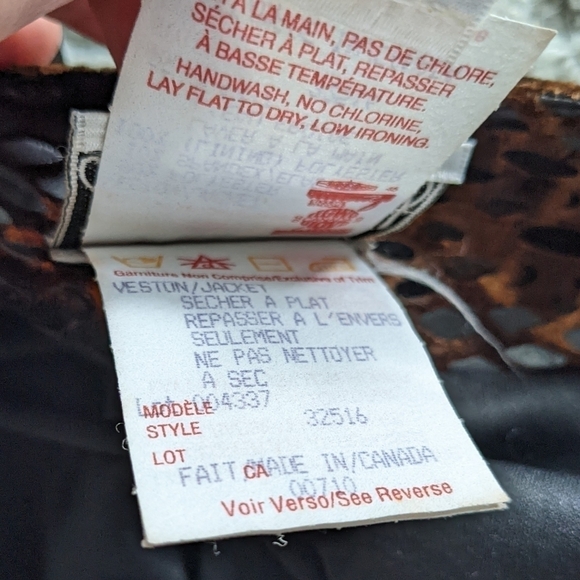 À LA MAIN, PAS DE CHLORE,
SÉCHER À PLAT, REPASSER
À BASSE TEMPÉRATURE.
HANDWASH, NO CHLORINE,
LAY FLAT TO DRY, LOW IRONING.
Garniture Non Comprise/Exclusive of Trim
VESTON/JACKET
SECHER A PLAT
REPASSER A L'ENVERS
SEULEMENT
NE PAS NETTOYER
A SEC
Lot 004337
MODÈLE
STYLE 32516
LOT
FAIT/MADE IN/CANADA
CA 00710
Voir Verso/See Reverse